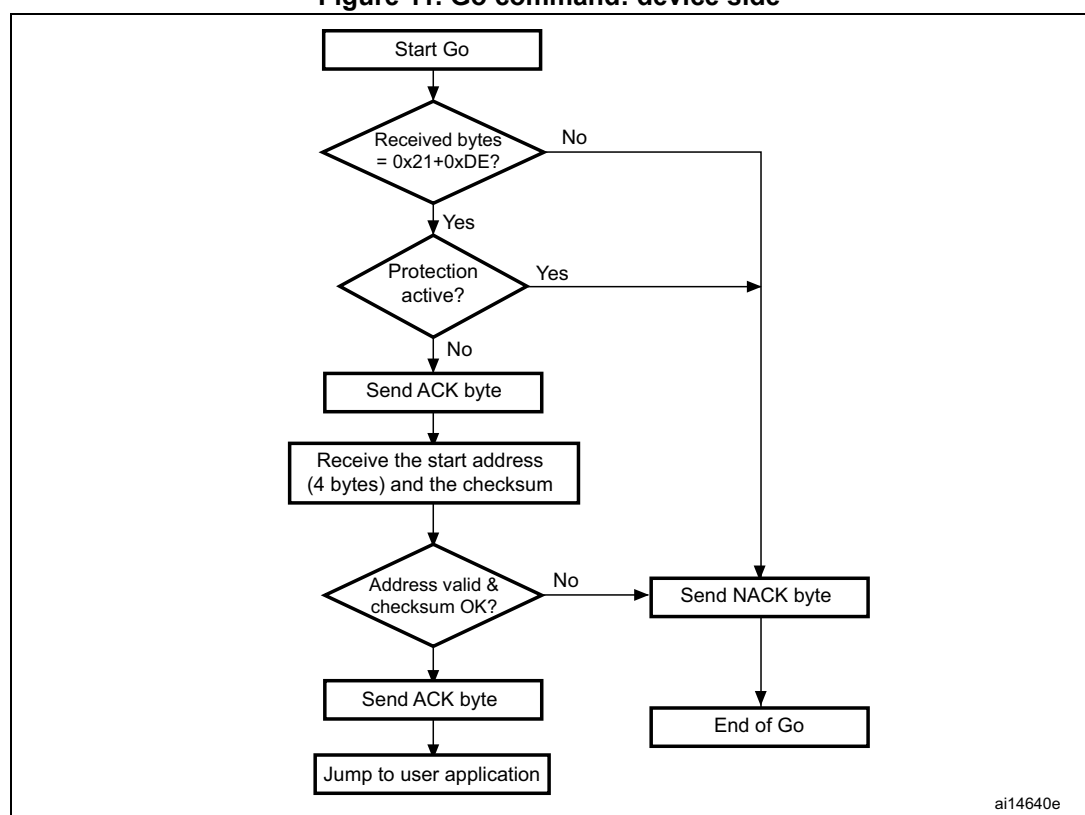 Figure 11. Go command: device side
Start Go
Received bytes
= 0x21+0xDE?
No
Yes
Protection
active?
Yes
No
Send ACK byte
Receive the start address
(4 bytes) and the checksum
Address valid &
checksum OK?
No
Send NACK byte
Send ACK byte
End of Go
Jump to user application
ai14640e